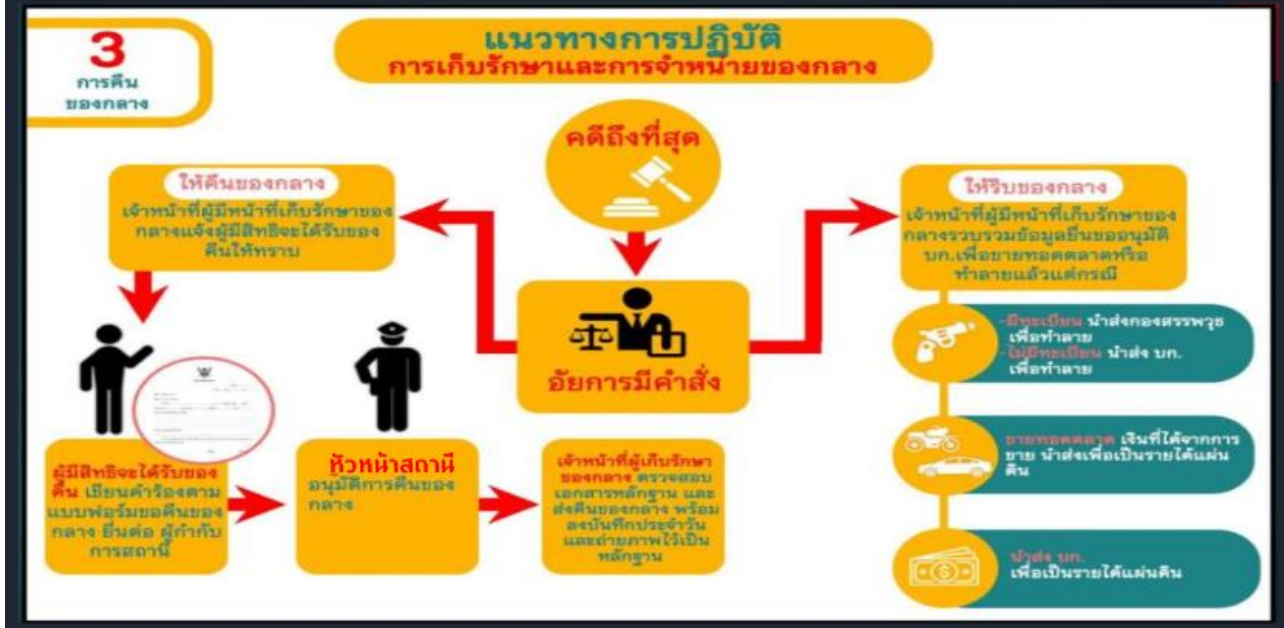 3
การคืน
ของกลาง
แนวทางการปฏิบัติ
การเก็บรักษาและการจำหน่ายของกลาง
คดีถึงที่สุด
ให้คืนของกลาง
เจ้าหน้าที่ผู้มีหน้าที่เก็บรักษาของ
กลางแจ้งผู้มีสิทธิจะได้รับของ
คืนให้ทราบ
อัยการมีคำสั่ง
ให้ริบของกลาง
เจ้าหน้าที่ผู้มีหน้าที่เก็บรักษาของ
กลางรวบรวมข้อมูลยื่นขออนุมัติ
บก.เพื่อขายทอดตลาดหรือ
ทำลายแล้วแต่กรณี
ผู้มีสิทธิจะได้รับของ
คืน เขียนคำร้องตาม
แบบฟอร์มขอคืนของ
กลาง ยื่นต่อ ผู้กำกับ
การสถานี
หัวหน้าสถานี
อนุมัติการคืนของ
กลาง
เจ้าหน้าที่ผู้เก็บรักษา
ของกลาง ตรวจสอบ
เอกสารหลักฐาน และ
ส่งคืนของกลาง พร้อม
ลงบันทึกประจำวัน
และถ่ายภาพไว้เป็น
หลักฐาน
-มีทะเบียน นำส่งกองสรรพาวุธ
เพื่อทำลาย
-ไม่มีทะเบียน นำส่ง บก.
เพื่อทำลาย
ขายทอดตลาด เงินที่ได้จากการ
ขาย นำส่งเพื่อเป็นรายได้แผ่น
ดิน
นำส่ง บก.
เพื่อเป็นรายได้แผ่นดิน